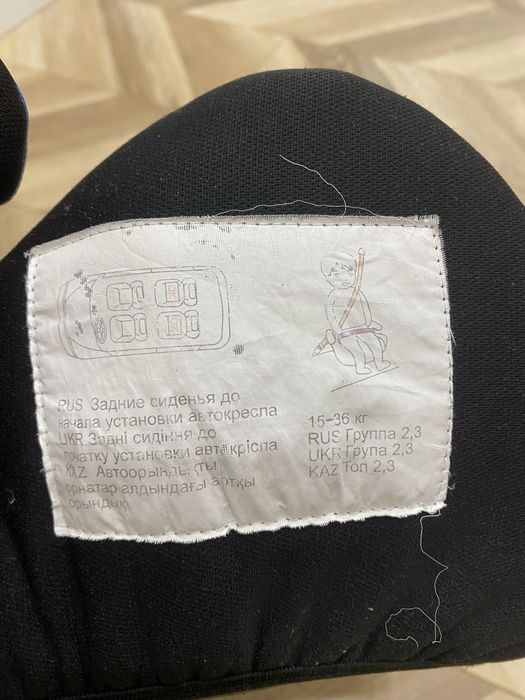 RUS Задние сиденья до
начала установки автокресла
UKR Задні сидіння до
початку установки автокрісла
KAZ Автоорындықты
орнатар алдындағы артқы
орындық
15-36 кг
RUS Группа 2,3
UKR Група 2,3
KAZ Топ 2,3